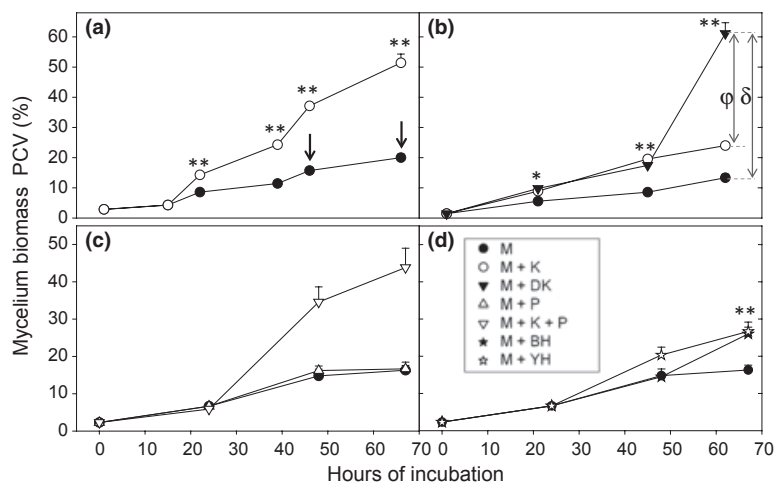 (a)
(b)
60
50
40
30
20
10
0
**
**
**
**
*
**
**
φ
δ
Mycelium biomass PCV (%)
(c)
(d)
50
40
30
20
10
0
M
M + K
M + DK
M + P
M + K + P
M + BH
M + YH
**
0 10 20 30 40 50 60 70 0 10 20 30 40 50 60 70
Hours of incubation